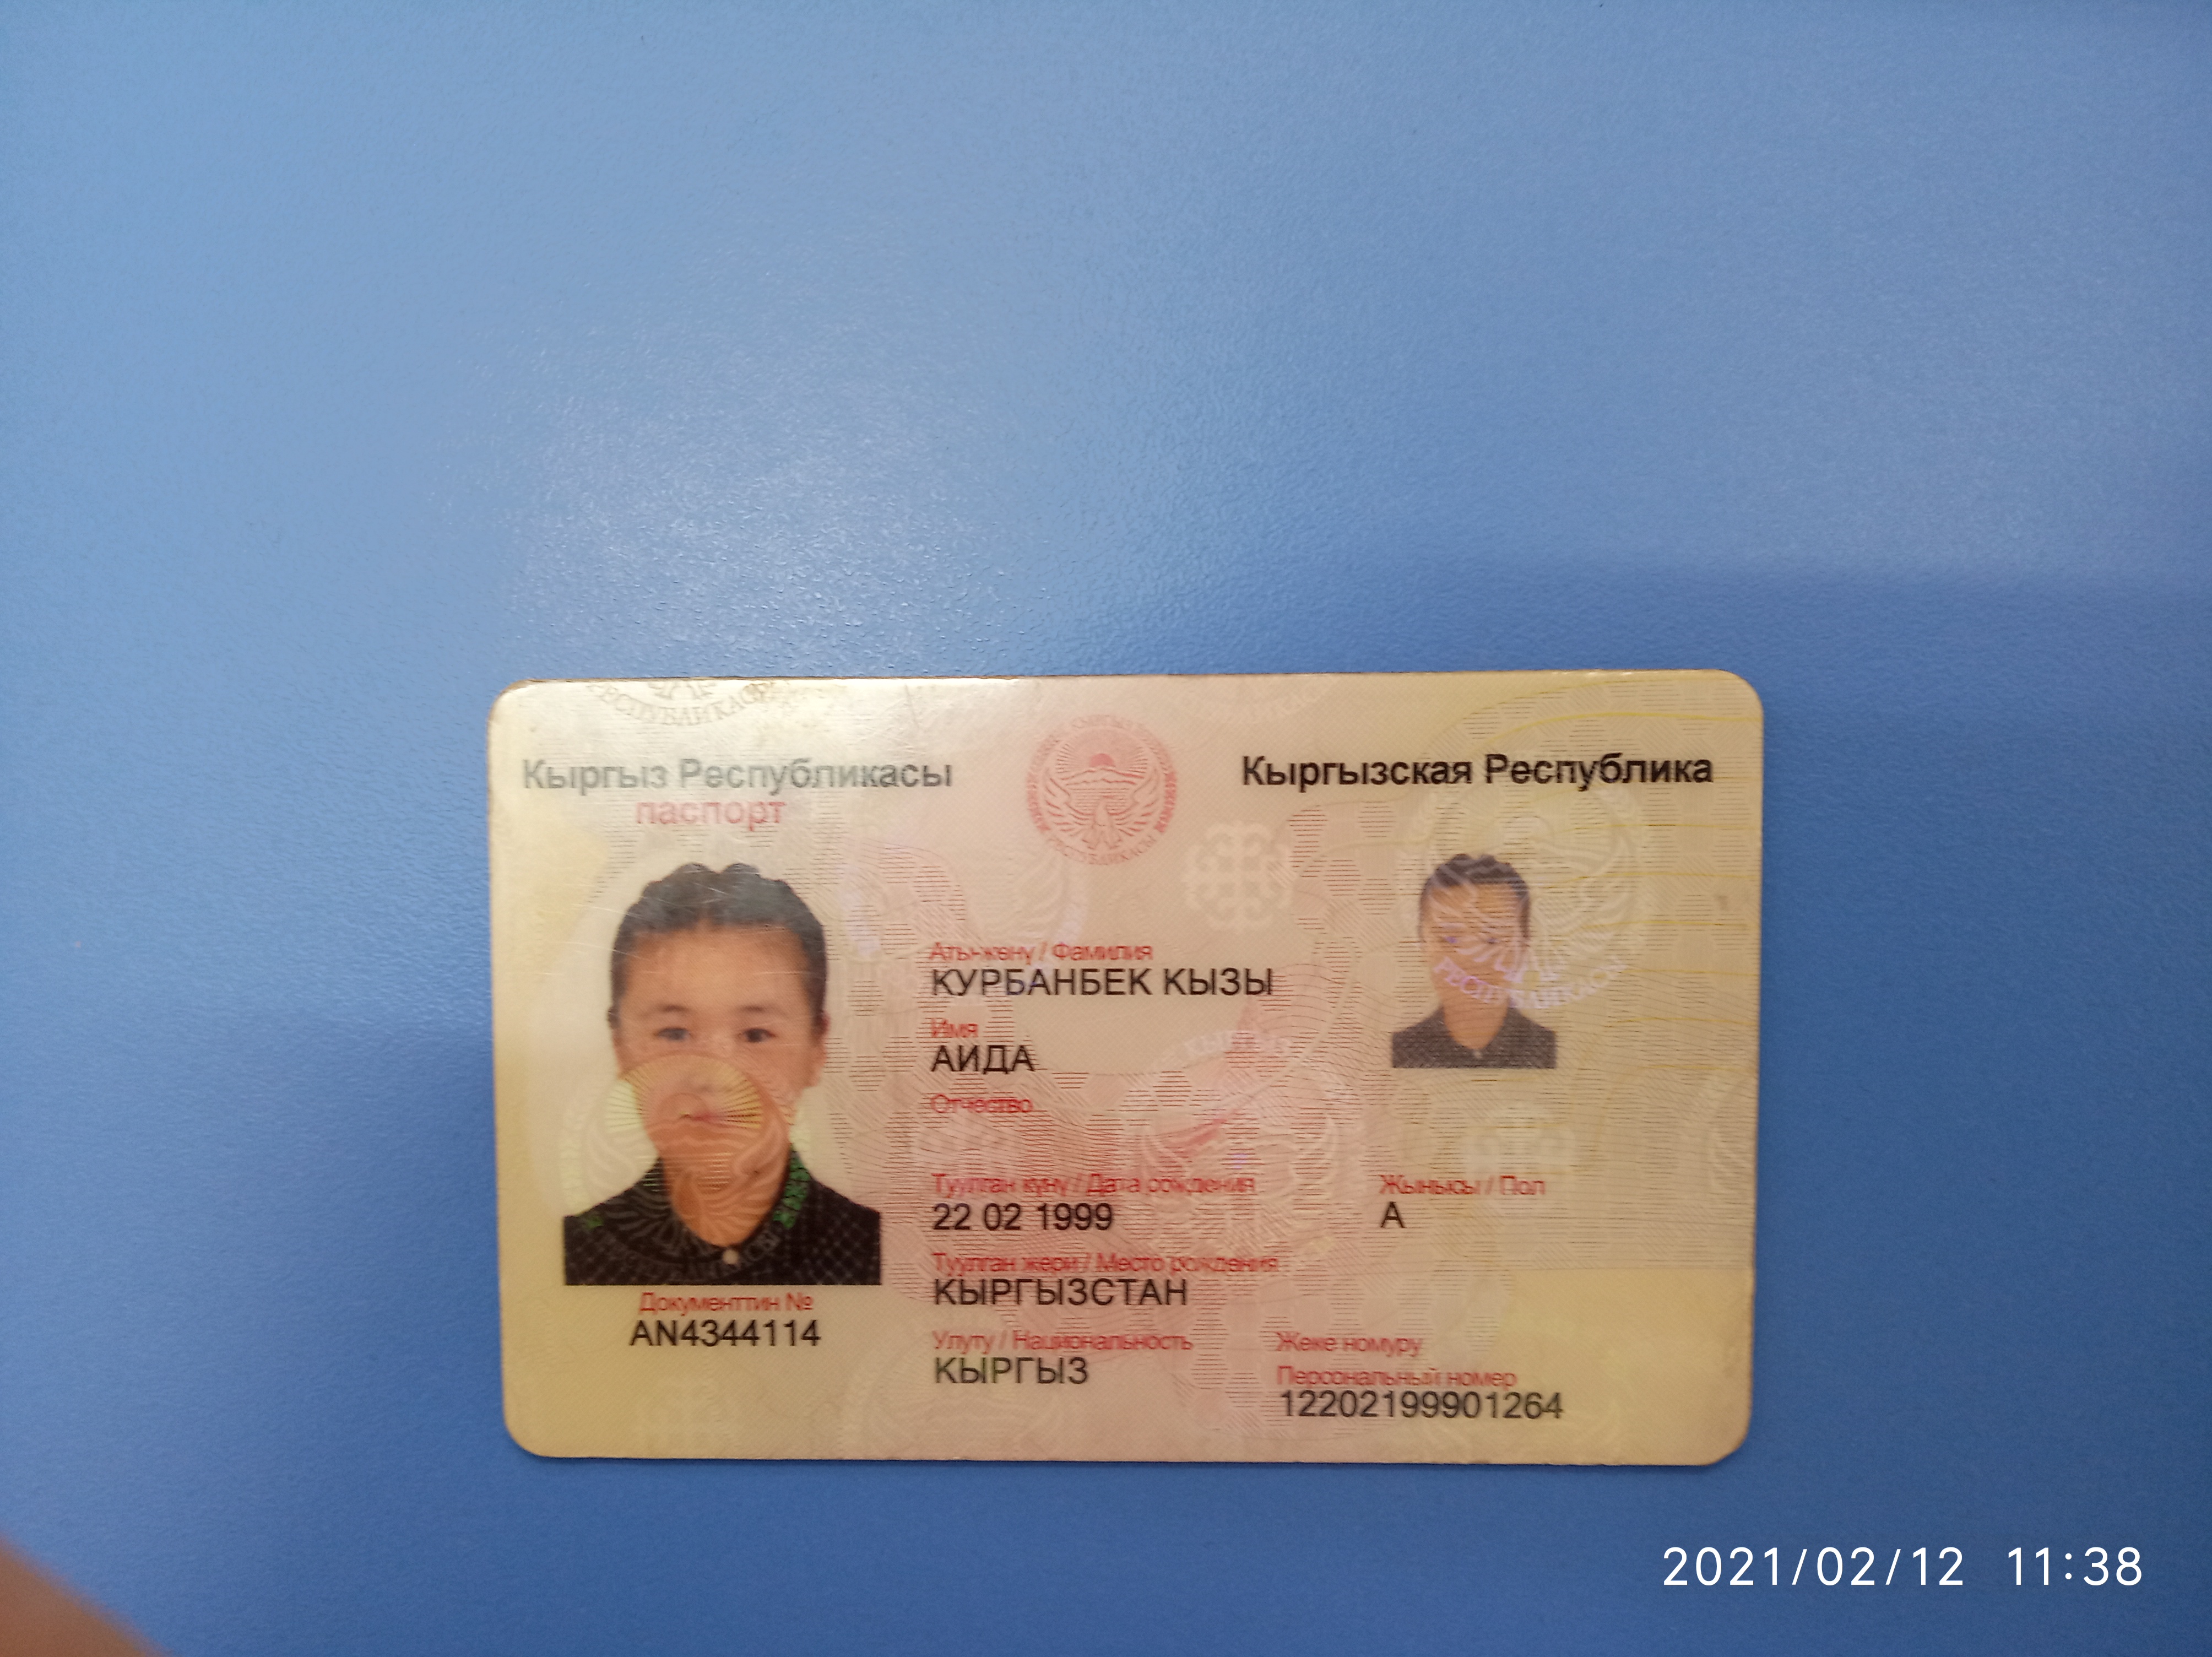 Кыргыз Республикасы
Кыргызская Республика
паспорт
Аты-жөнү / Фамилия
КУРБАНБЕК КЫЗЫ
Имя
АИДА
Отчество
Туулган күнү / Дата рождения
Жынысы / Пол
22 02 1999
А
Туулган жери / Место рождения
КЫРГЫЗСТАН
Документтин №
AN4344114
Улуту / Национальность
КЫРГЫЗ
Жеке номуру
Персональный номер
12202199901264
2021/02/12 11:38